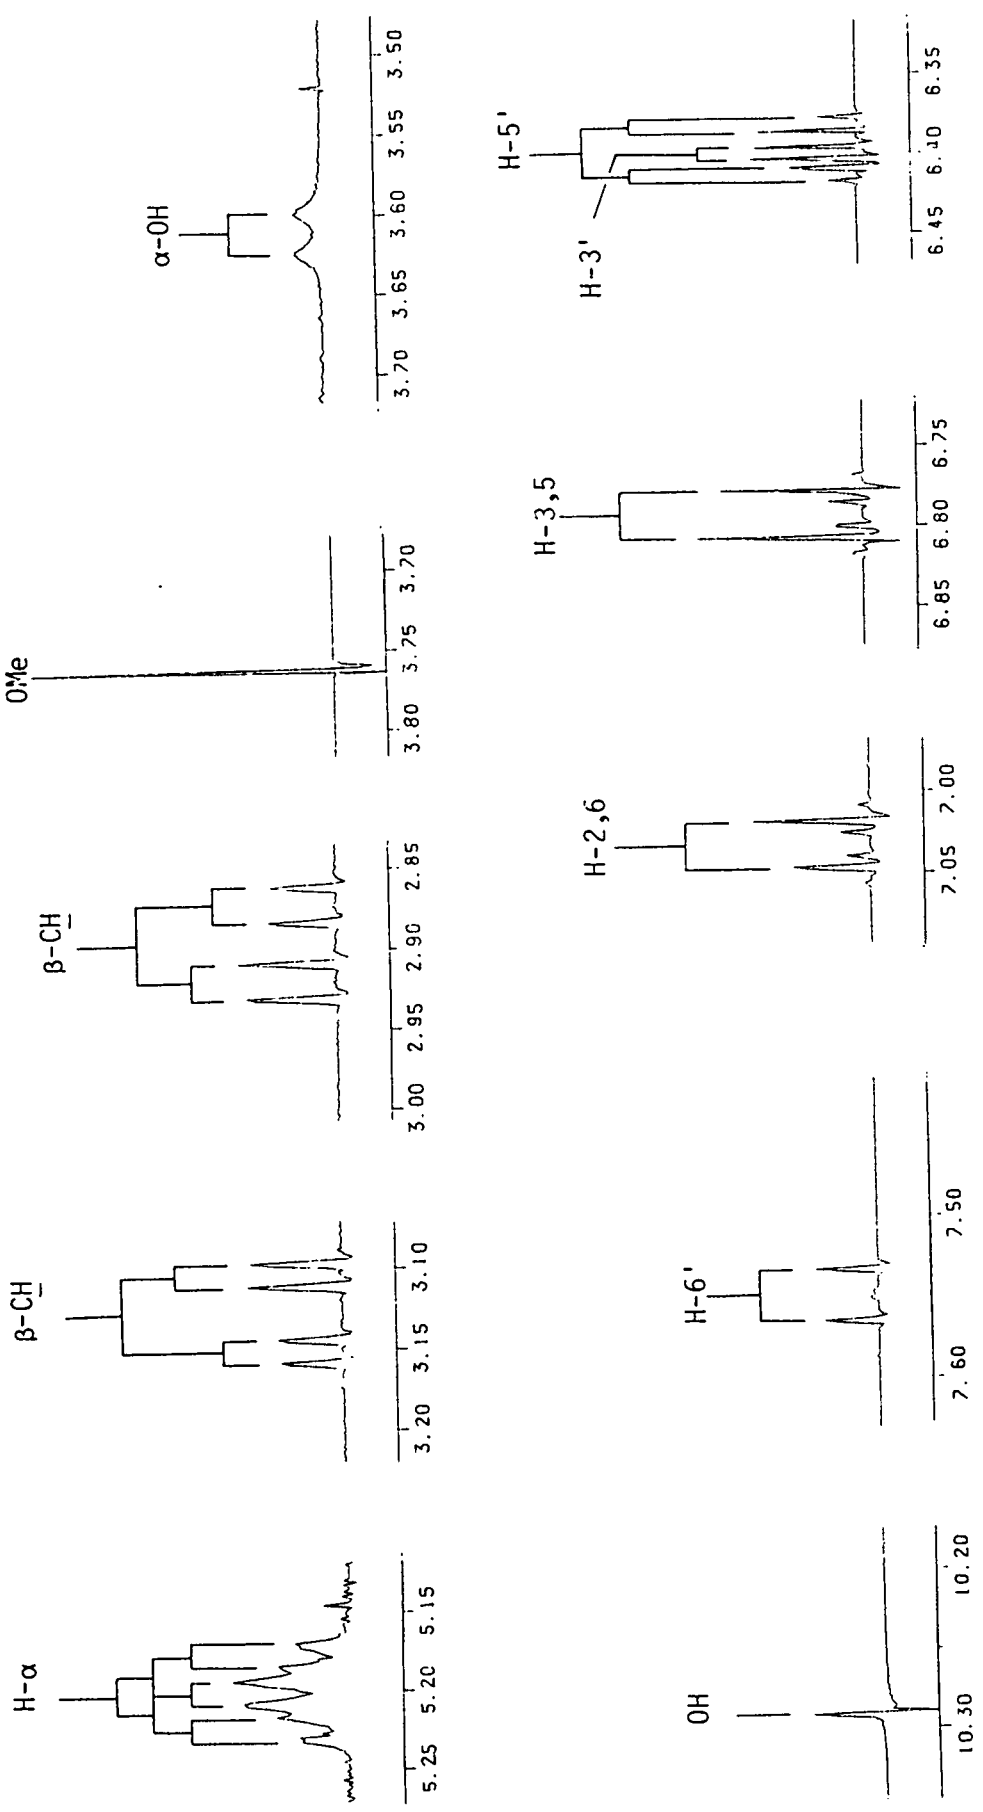 H-α
5.25 5.20 5.15
β-CH
3.20 3.15 3.10
β-CH
3.00 2.95 2.90 2.85
OMe
3.80 3.75 3.70
α-OH
3.70 3.65 3.60 3.55 3.50
OH
10.30 10.20
H-6'
7.60 7.50
H-2,6
7.05 7.00
H-3,5
6.85 6.80 6.75
H-3'
H-5'
6.45 6.40 6.35